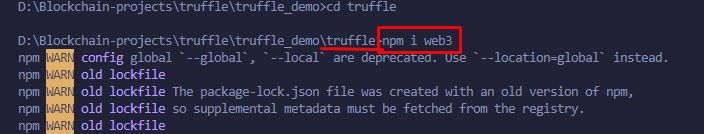 D:\Blockchain-projects\truffle\truffle_demo>cd truffle
D:\Blockchain-projects\truffle\truffle_demo\truffle>npm i web3
npm WARN config global `--global`, `--local` are deprecated. Use `--location=global` instead.
npm WARN old lockfile
npm WARN old lockfile The package-lock.json file was created with an old version of npm,
npm WARN old lockfile so supplemental metadata must be fetched from the registry.
npm WARN old lockfile